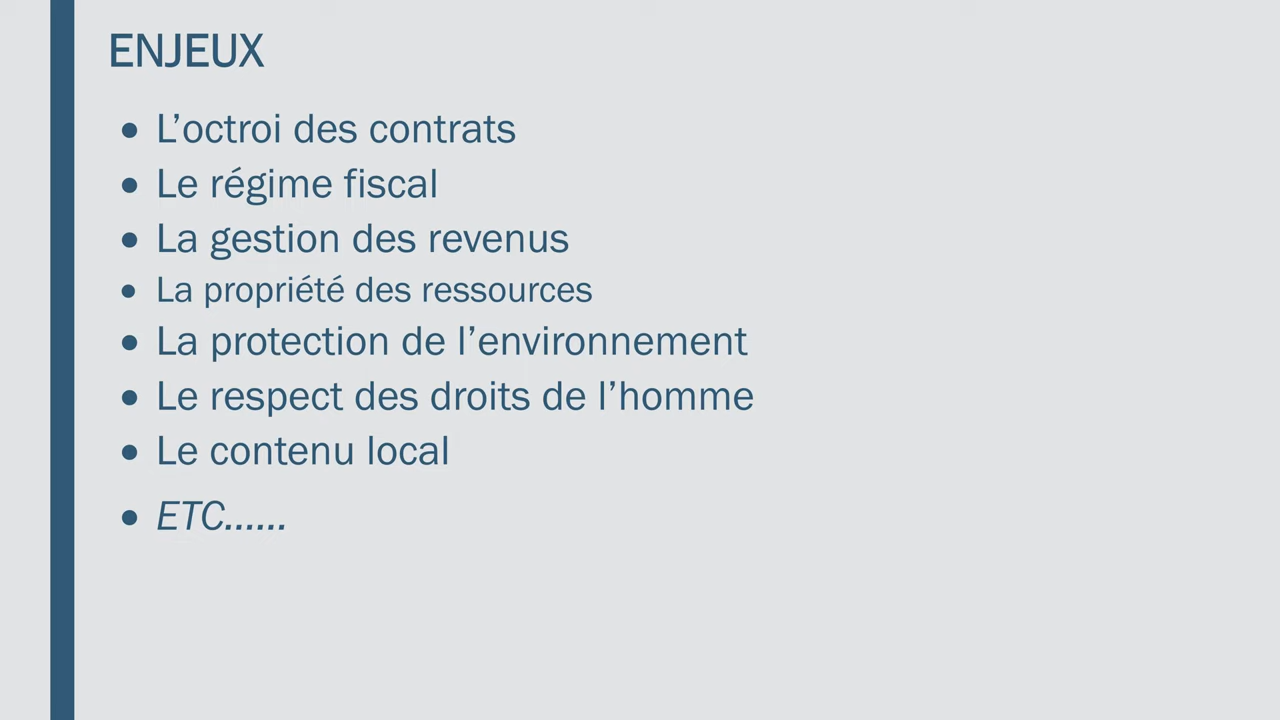 ENJEUX
• L’octroi des contrats
• Le régime fiscal
• La gestion des revenus
• La propriété des ressources
• La protection de l’environnement
• Le respect des droits de l’homme
• Le contenu local
• ETC......